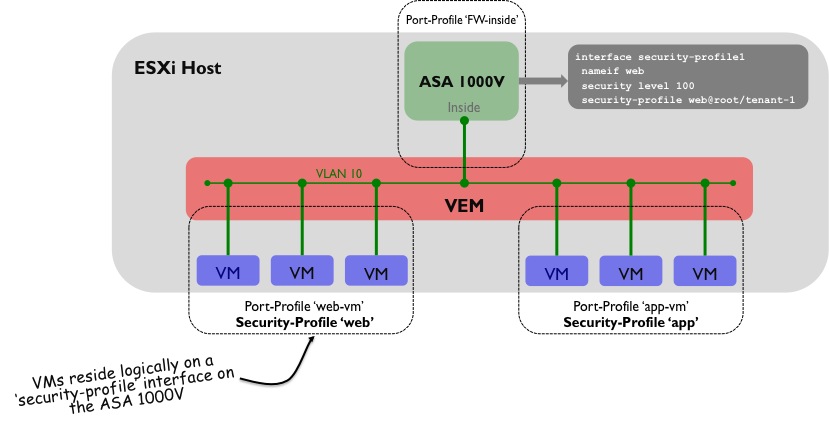 Port-Profile 'FW-inside'
ESXi Host
ASA 1000V
Inside
interface security-profile1
nameif web
security level 100
security-profile web@root/tenant-1
VLAN 10
VEM
VM
VM
VM
VM
VM
VM
Port-Profile 'web-vm'
Security-Profile 'web'
Port-Profile 'app-vm'
Security-Profile 'app'
VMs reside logically on a
'security-profile' interface on
the ASA 1000V